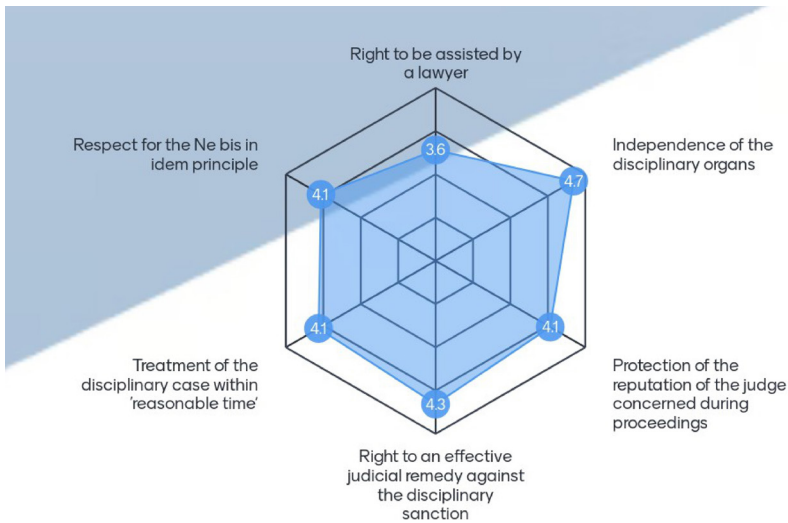 Right to be assisted by
a lawyer
3.6
Independence of the
disciplinary organs
4.7
Protection of the
reputation of the judge
concerned during
proceedings
4.1
4.3
Right to an effective
judicial remedy against
the disciplinary
sanction
4.1
Treatment of the
disciplinary case within
'reasonable time'
4.1
Respect for the Ne bis in
idem principle